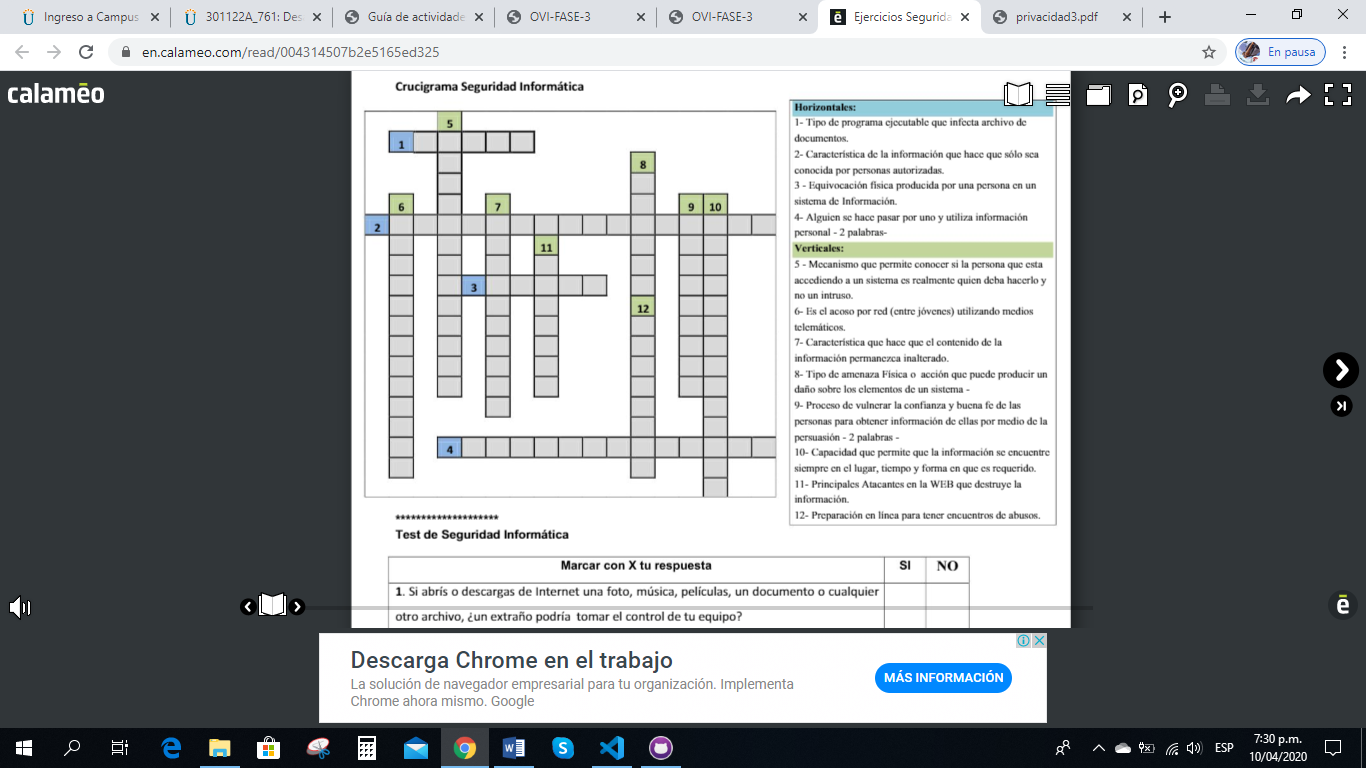 Ingreso a Campus
301122A_761: Des
Guía de actividade
OVI-FASE-3
OVI-FASE-3
Ejercicios Segurida
privacidad3.pdf
en.calameo.com/read/004314507b2e5165ed325
En pausa
calamēo
Crucigrama Seguridad Informática
5
1
8
6
7
9
10
2
11
3
12
4
Horizontales:
1- Tipo de programa ejecutable que infecta archivo de
documentos.
2- Característica de la información que hace que sólo sea
conocida por personas autorizadas.
3 - Equivocación física producida por una persona en un
sistema de Información.
4- Alguien se hace pasar por uno y utiliza información
personal - 2 palabras-
Verticales:
5 - Mecanismo que permite conocer si la persona que esta
accediendo a un sistema es realmente quien deba hacerlo y
no un intruso.
6- Es el acoso por red (entre jóvenes) utilizando medios
telemáticos.
7- Característica que hace que el contenido de la
información permanezca inalterado.
8- Tipo de amenaza Física o acción que puede producir un
daño sobre los elementos de un sistema -
9- Proceso de vulnerar la confianza y buena fe de las
personas para obtener información de ellas por medio de la
persuasión - 2 palabras -
10- Capacidad que permite que la información se encuentre
siempre en el lugar, tiempo y forma en que es requerido.
11- Principales Atacantes en la WEB que destruye la
información.
12- Preparación en línea para tener encuentros de abusos.
********************
Test de Seguridad Informática
Marcar con X tu respuesta SI NO
1. Si abrís o descargas de Internet una foto, música, películas, un documento o cualquier
otro archivo, ¿un extraño podría tomar el control de tu equipo?
Descarga Chrome en el trabajo
La solución de navegador empresarial para tu organización. Implementa
Chrome ahora mismo. Google
MÁS INFORMACIÓN
ESP
7:30 p.m.
10/04/2020